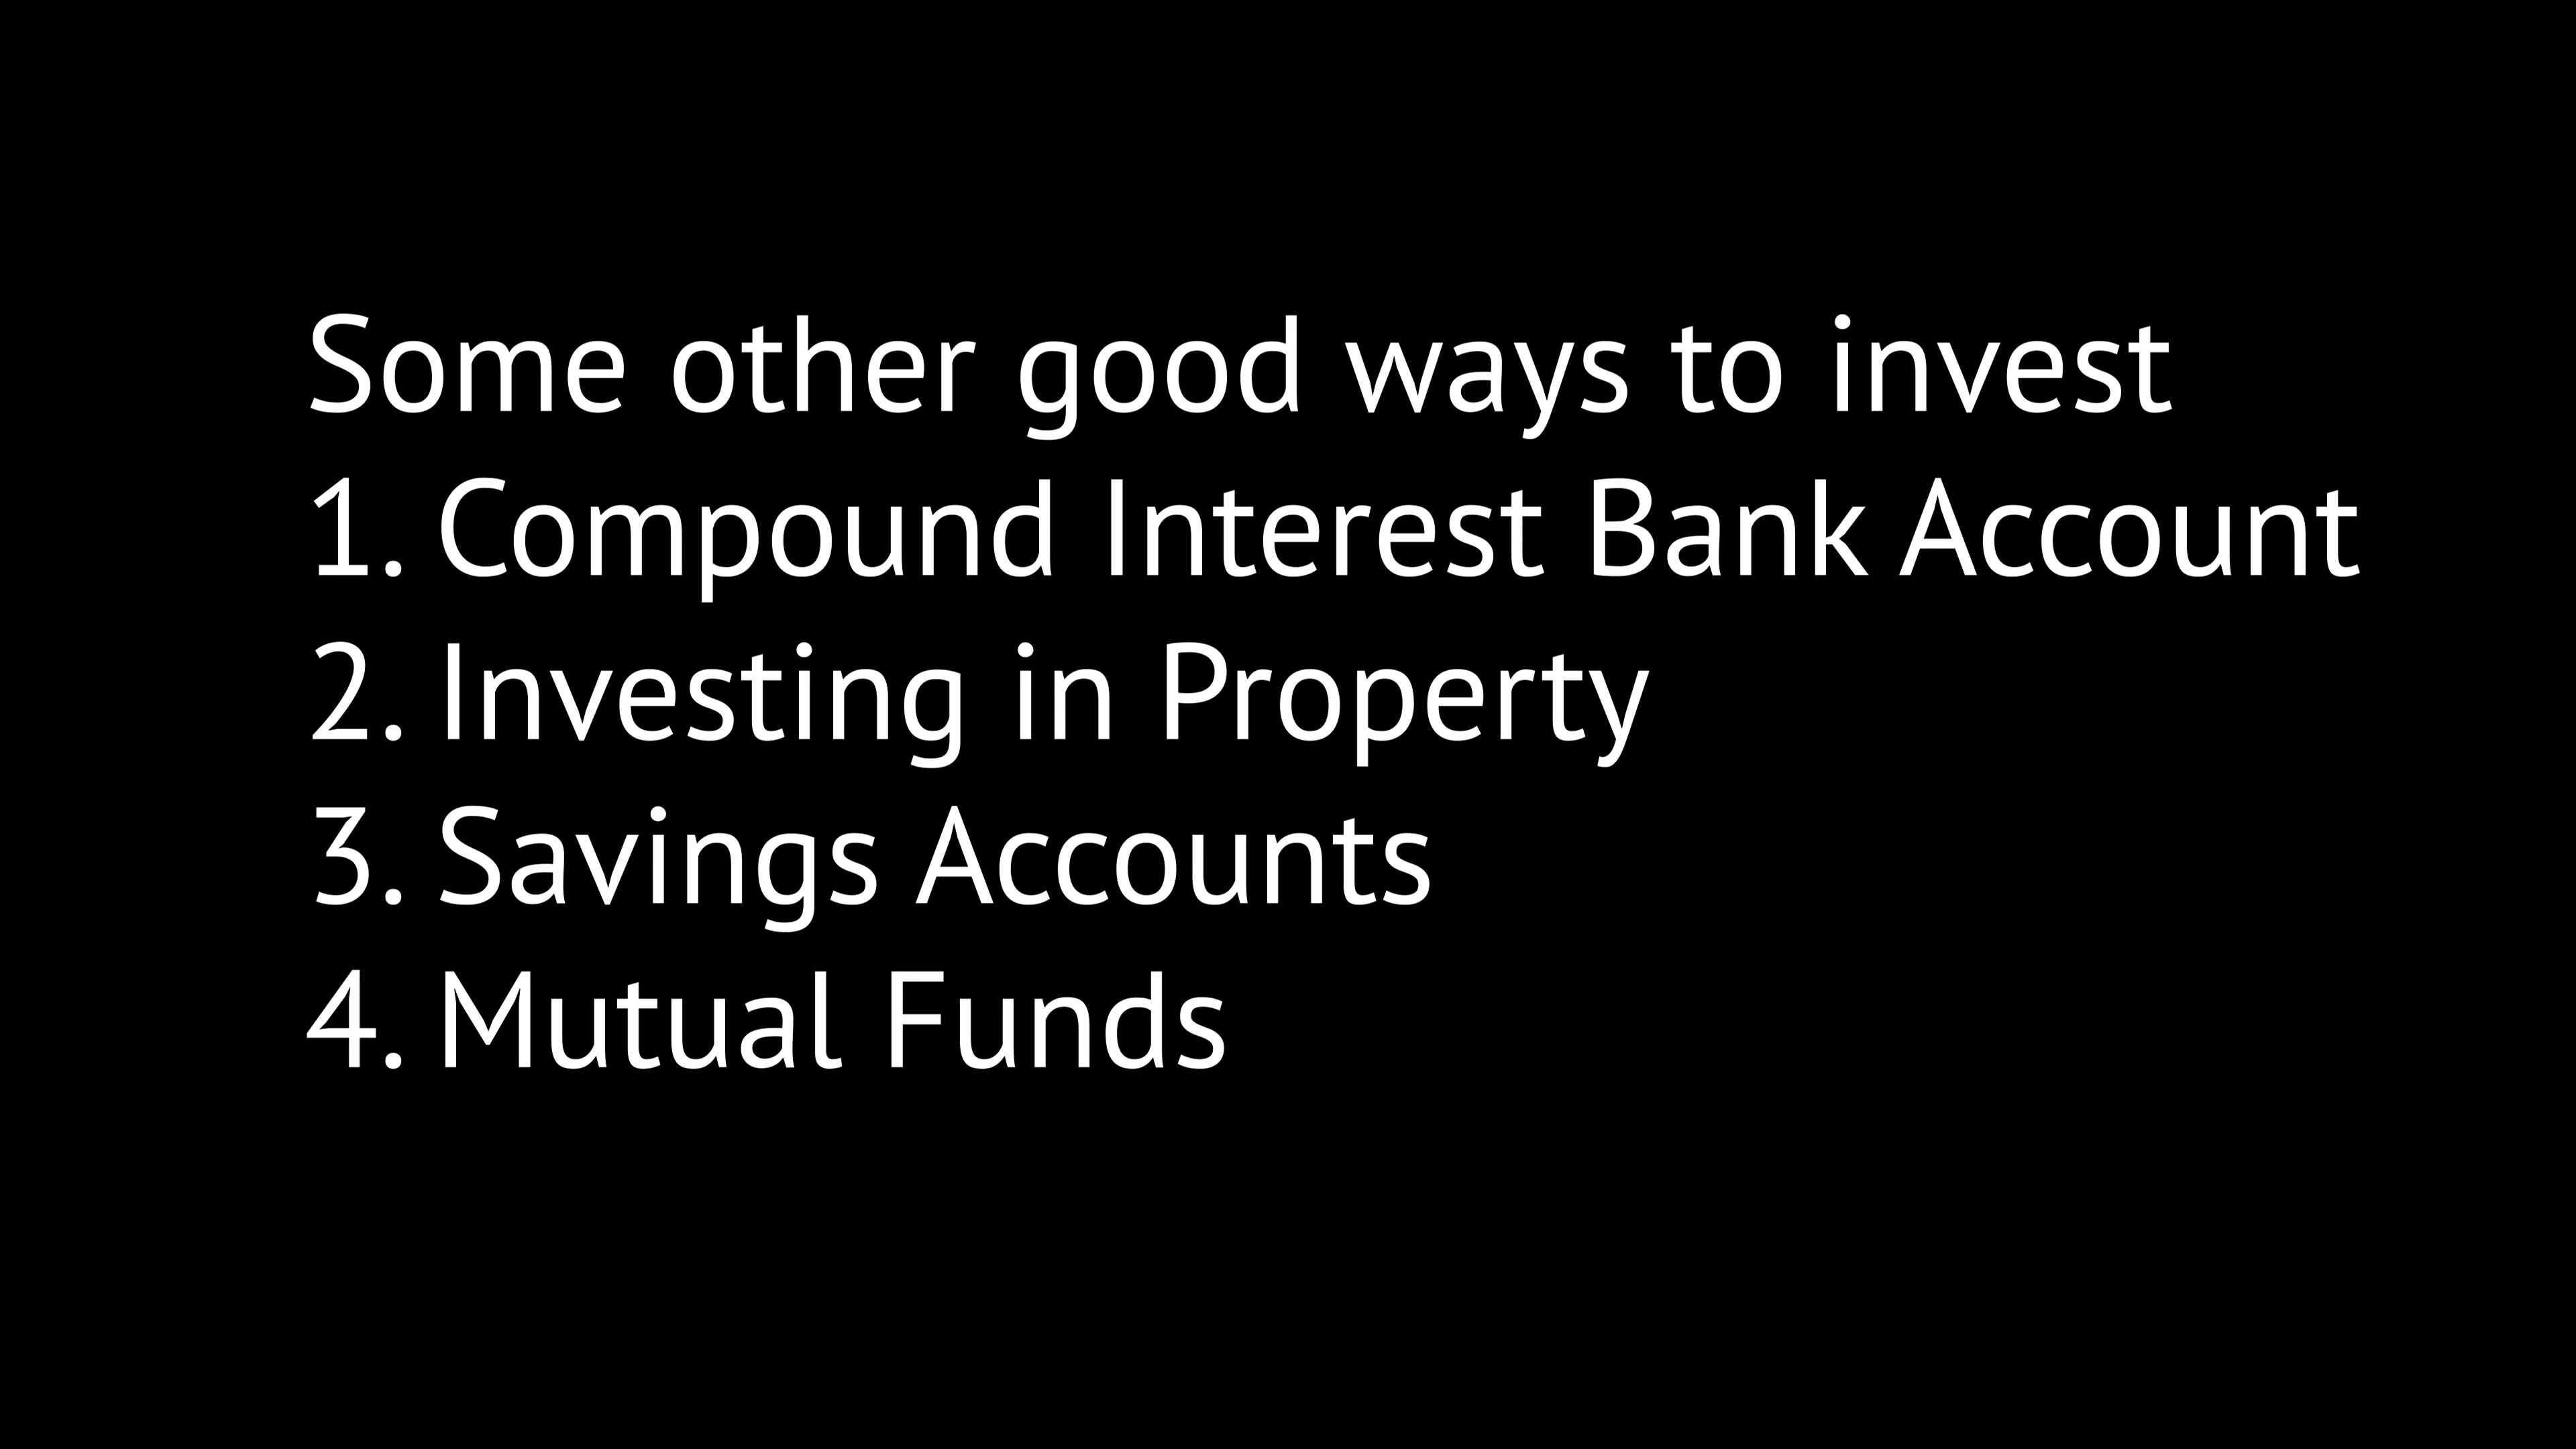 Some other good ways to invest
1. Compound Interest Bank Account
2. Investing in Property
3. Savings Accounts
4. Mutual Funds